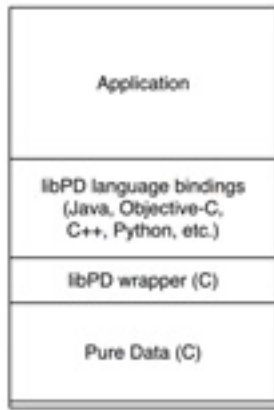 Application
libPD language bindings
(Java, Objective-C,
C++, Python, etc.)
libPD wrapper (C)
Pure Data (C)